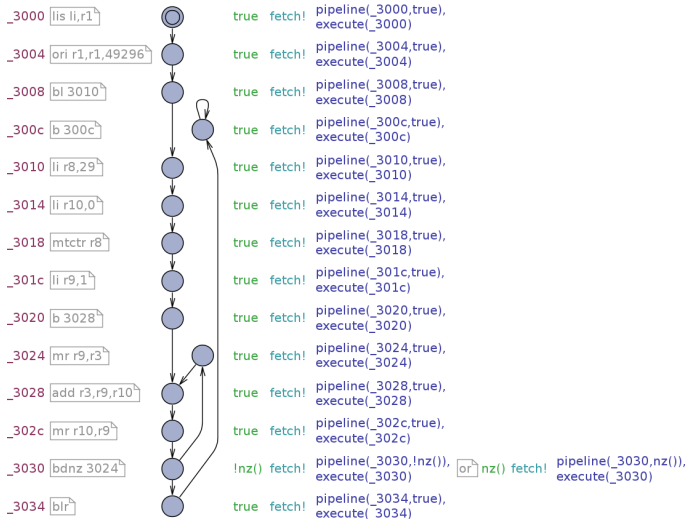 _3000 lis li,r1 true fetch! pipeline(_3000,true),
execute(_3000)
_3004 ori r1,r1,49296 true fetch! pipeline(_3004,true),
execute(_3004)
_3008 bl 3010 true fetch! pipeline(_3008,true),
execute(_3008)
_300c b 300c true fetch! pipeline(_300c,true),
execute(_300c)
_3010 li r8,29 true fetch! pipeline(_3010,true),
execute(_3010)
_3014 li r10,0 true fetch! pipeline(_3014,true),
execute(_3014)
_3018 mtctr r8 true fetch! pipeline(_3018,true),
execute(_3018)
_301c li r9,1 true fetch! pipeline(_301c,true),
execute(_301c)
_3020 b 3028 true fetch! pipeline(_3020,true),
execute(_3020)
_3024 mr r9,r3 true fetch! pipeline(_3024,true),
execute(_3024)
_3028 add r3,r9,r10 true fetch! pipeline(_3028,true),
execute(_3028)
_302c mr r10,r9 true fetch! pipeline(_302c,true),
execute(_302c)
_3030 bdnz 3024 !nz() fetch! pipeline(_3030,!nz()), or nz() fetch! pipeline(_3030,nz()),
execute(_3030) execute(_3030)
_3034 blr true fetch! pipeline(_3034,true),
execute(_3034)